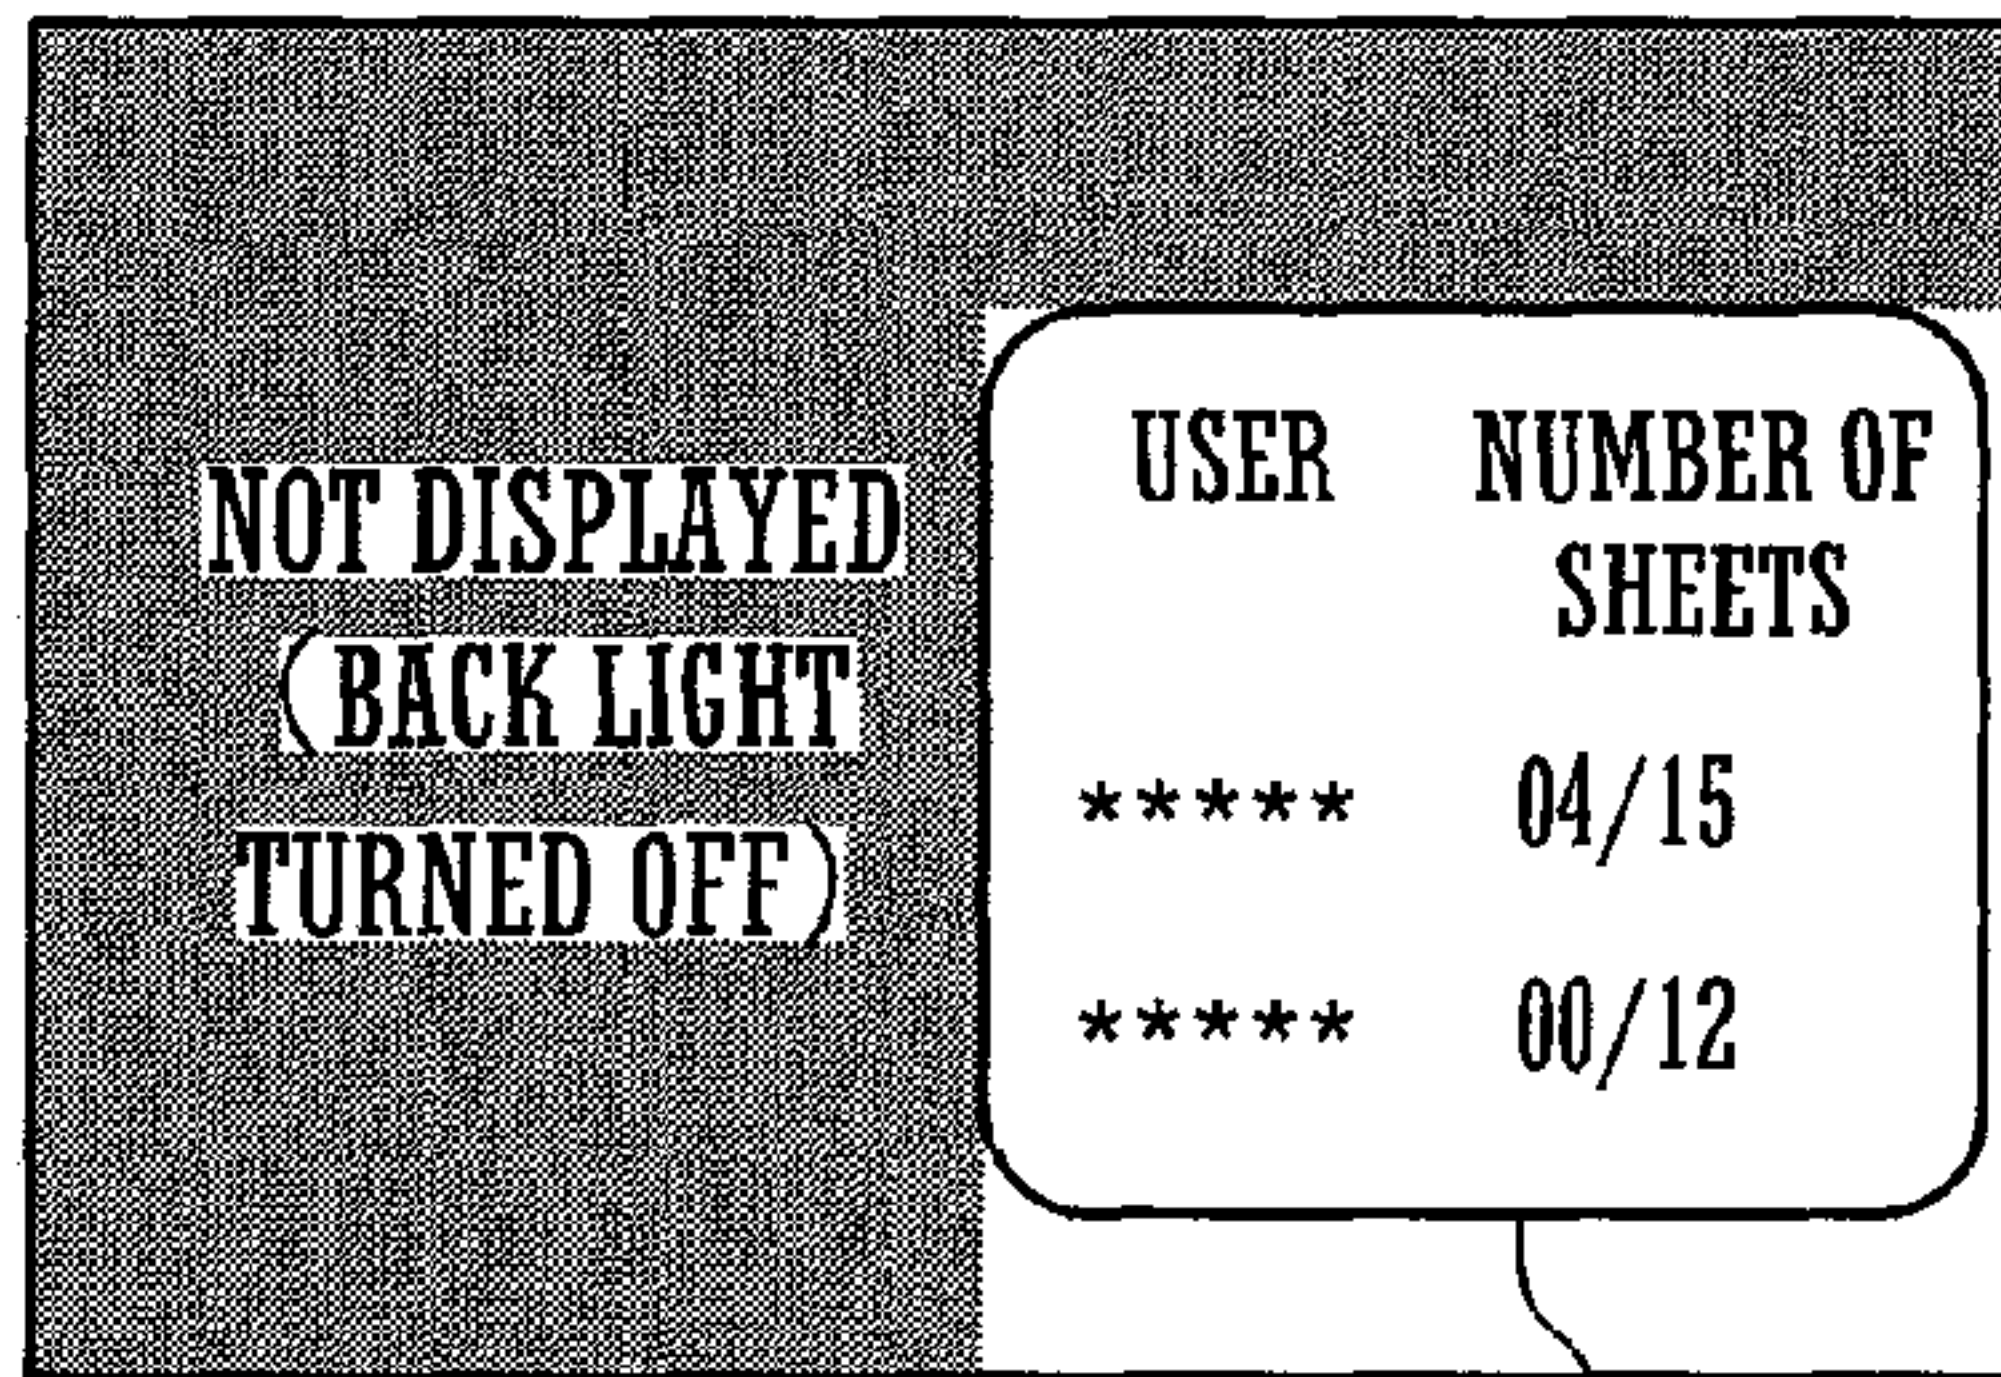 NOT DISPLAYED
(BACK LIGHT
TURNED OFF)
USER NUMBER OF
SHEETS
***** 04/15
***** 00/12